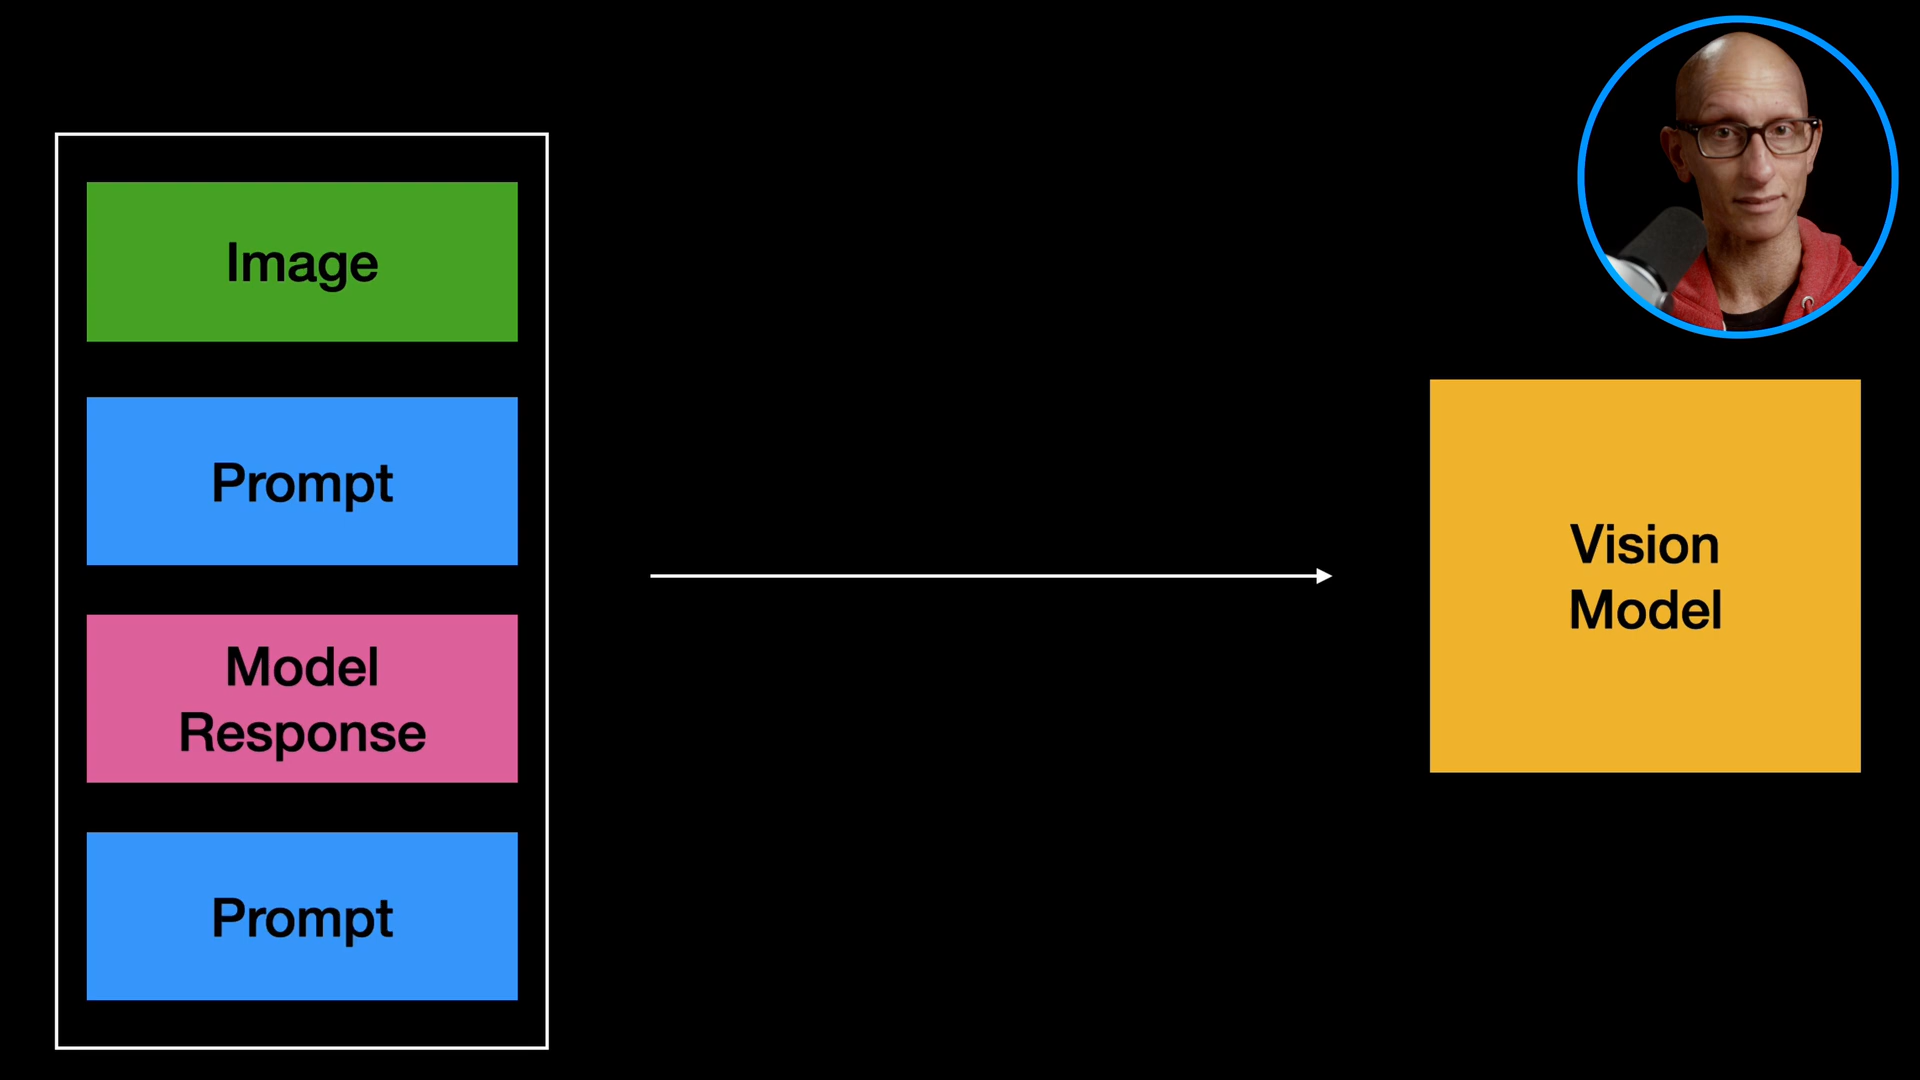 Image
Prompt
Model
Response
Prompt
Vision
Model